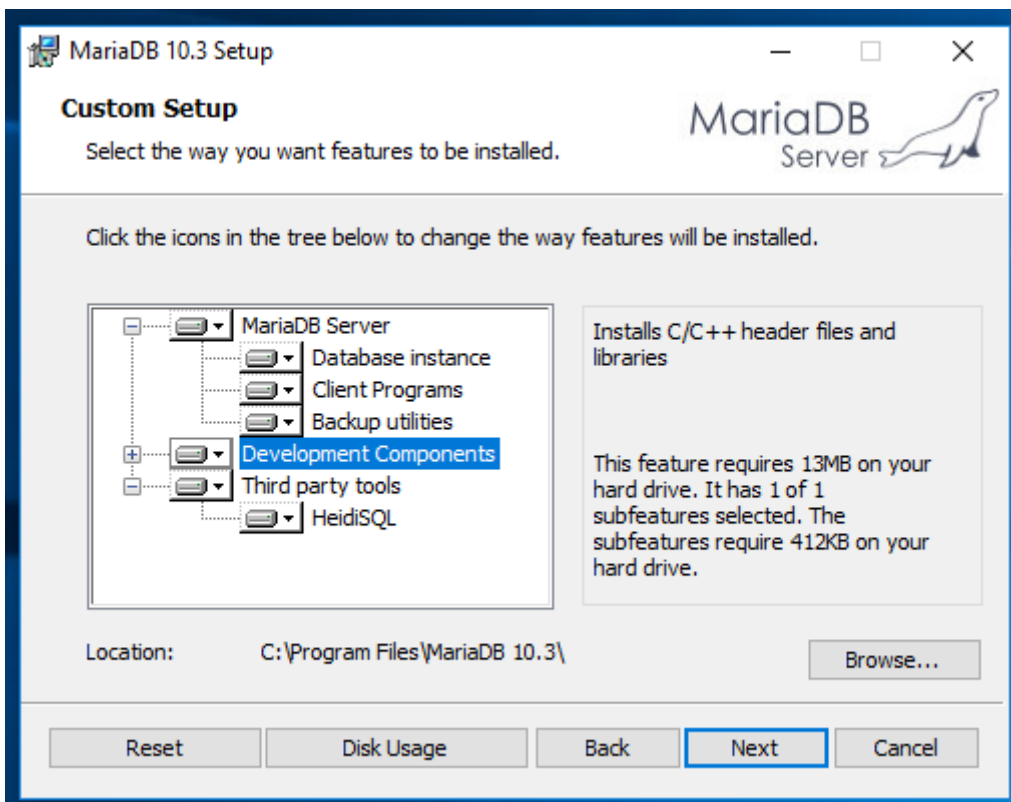 MariaDB 10.3 Setup
Custom Setup
Select the way you want features to be installed.
MariaDB
Server
Click the icons in the tree below to change the way features will be installed.
MariaDB Server
Database instance
Client Programs
Backup utilities
Development Components
Third party tools
HeidiSQL
Installs C/C++ header files and
libraries
This feature requires 13MB on your
hard drive. It has 1 of 1
subfeatures selected. The
subfeatures require 412KB on your
hard drive.
Location: C:\Program Files\MariaDB 10.3\
Browse...
Reset Disk Usage Back Next Cancel